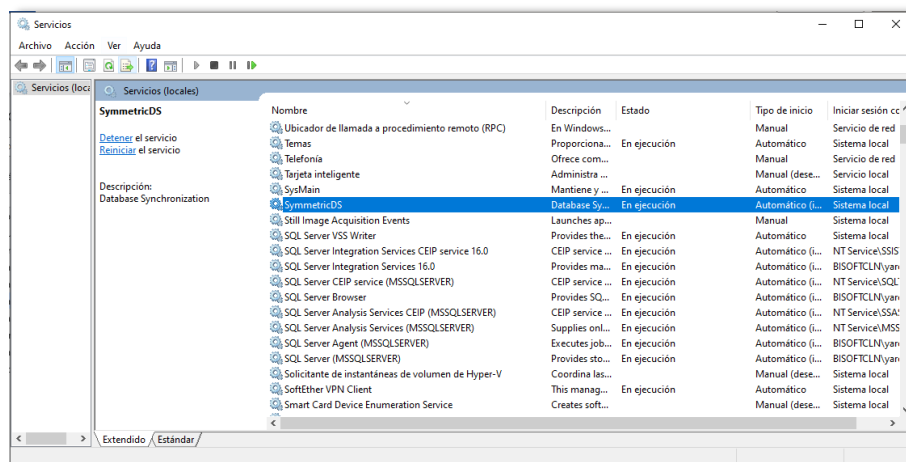 Servicios
Archivo Acción Ver Ayuda
Servicios (loca
Servicios (locales)
SymmetricDS
Detener el servicio
Reiniciar el servicio
Descripción:
Database Synchronization
Nombre Descripción Estado Tipo de inicio Iniciar sesión cc
Ubicador de llamada a procedimiento remoto (RPC) En Windows... Manual Servicio de red
Temas Proporciona... En ejecución Automático Sistema local
Telefonía Ofrece com... Manual Servicio de red
Tarjeta inteligente Administra ... Manual (dese... Servicio local
SysMain Mantiene y ... En ejecución Automático Sistema local
SymmetricDS Database Sy... En ejecución Automático (i... Sistema local
Still Image Acquisition Events Launches ap... Manual Sistema local
SQL Server VSS Writer Provides the... En ejecución Automático Sistema local
SQL Server Integration Services CEIP service 16.0 CEIP service ... En ejecución Automático (i... NT Service\SSIS
SQL Server Integration Services 16.0 Provides ma... En ejecución Automático (i... BISOFTCLN\yar
SQL Server CEIP service (MSSQLSERVER) CEIP service ... En ejecución Automático (i... NT Service\SQL
SQL Server Browser Provides SQ... En ejecución Automático (i... BISOFTCLN\yar
SQL Server Analysis Services CEIP (MSSQLSERVER) CEIP service ... En ejecución Automático (i... NT Service\SSA
SQL Server Analysis Services (MSSQLSERVER) Supplies onl... En ejecución Automático (i... NT Service\MSS
SQL Server Agent (MSSQLSERVER) Executes job... En ejecución Automático (i... BISOFTCLN\yar
SQL Server (MSSQLSERVER) Provides sto... En ejecución Automático (i... BISOFTCLN\yar
Solicitante de instantáneas de volumen de Hyper-V Coordina las... Manual (dese... Sistema local
SoftEther VPN Client This manag... En ejecución Automático Sistema local
Smart Card Device Enumeration Service Creates soft... Manual (dese... Sistema local
Extendido Estándar